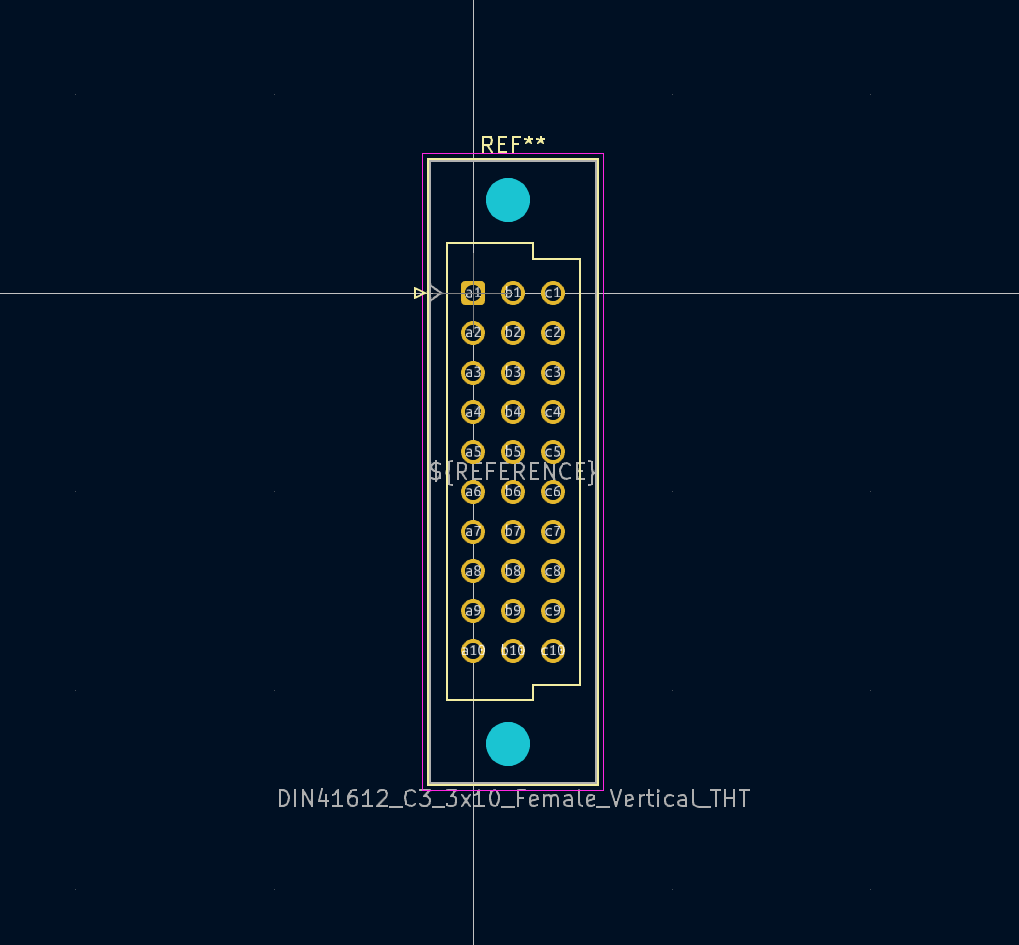 REF**
a1 b1 c1
a2 b2 c2
a3 b3 c3
a4 b4 c4
a5 b5 c5
${REFERENCE}
a6 b6 c6
a7 b7 c7
a8 b8 c8
a9 b9 c9
a10 b10 c10
DIN41612_C3_3x10_Female_Vertical_THT